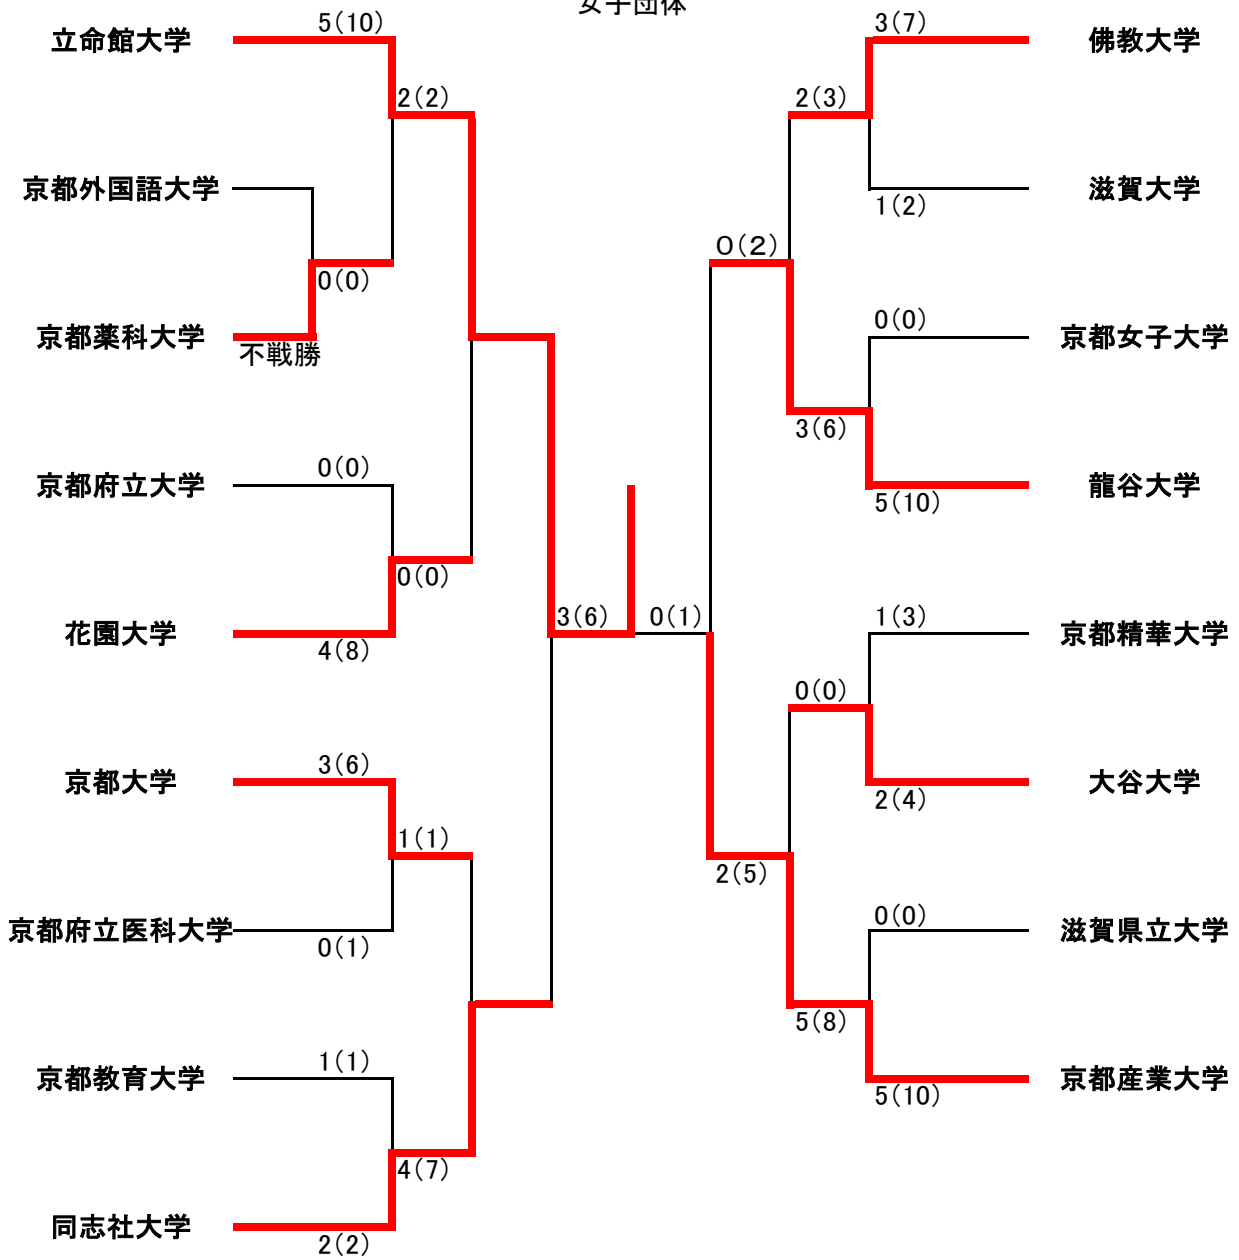 女子団体
立命館大学
5(10)
2(2)
京都外国語大学
0(0)
京都薬科大学
不戦勝
京都府立大学
0(0)
0(0)
花園大学
4(8)
京都大学
3(6)
1(1)
京都府立医科大学
0(1)
京都教育大学
1(1)
4(7)
同志社大学
2(2)
3(6)
0(1)
3(7)
佛教大学
2(3)
滋賀大学
1(2)
0(2)
0(0)
京都女子大学
3(6)
龍谷大学
5(10)
1(3)
京都精華大学
0(0)
大谷大学
2(4)
2(5)
0(0)
滋賀県立大学
5(8)
京都産業大学
5(10)